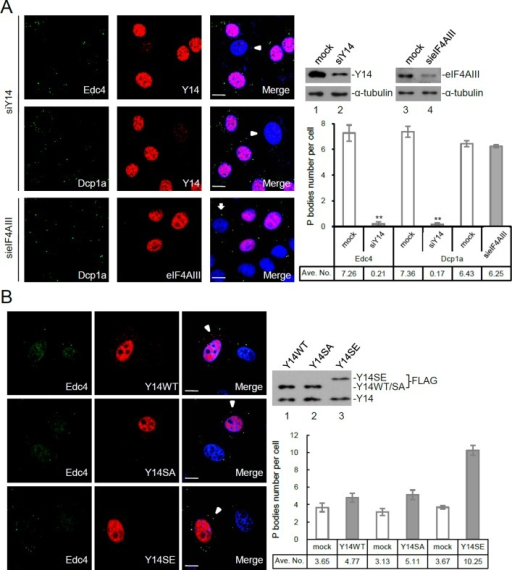 A
siY14
Edc4
Y14
Merge
Dcp1a
Y14
Merge
sieIF4AIII
Dcp1a
eIF4AIII
Merge
mock
siY14
mock
sieIF4AIII
-Y14
-eIF4AIII
-α-tubulin
-α-tubulin
1 2 3 4
P bodies number per cell
8
6
4
2
0
** **
mock siY14 mock siY14 mock sieIF4AIII
Edc4 Dcp1a
Ave. No. 7.26 0.21 7.36 0.17 6.43 6.25
B
Edc4
Y14WT
Merge
Edc4
Y14SA
Merge
Edc4
Y14SE
Merge
Y14WT
Y14SA
Y14SE
-Y14SE
-Y14WT/SA
FLAG
-Y14
1 2 3
P bodies number per cell
12
10
8
6
4
2
0
mock Y14WT mock Y14SA mock Y14SE
Ave. No. 3.65 4.77 3.13 5.11 3.67 10.25